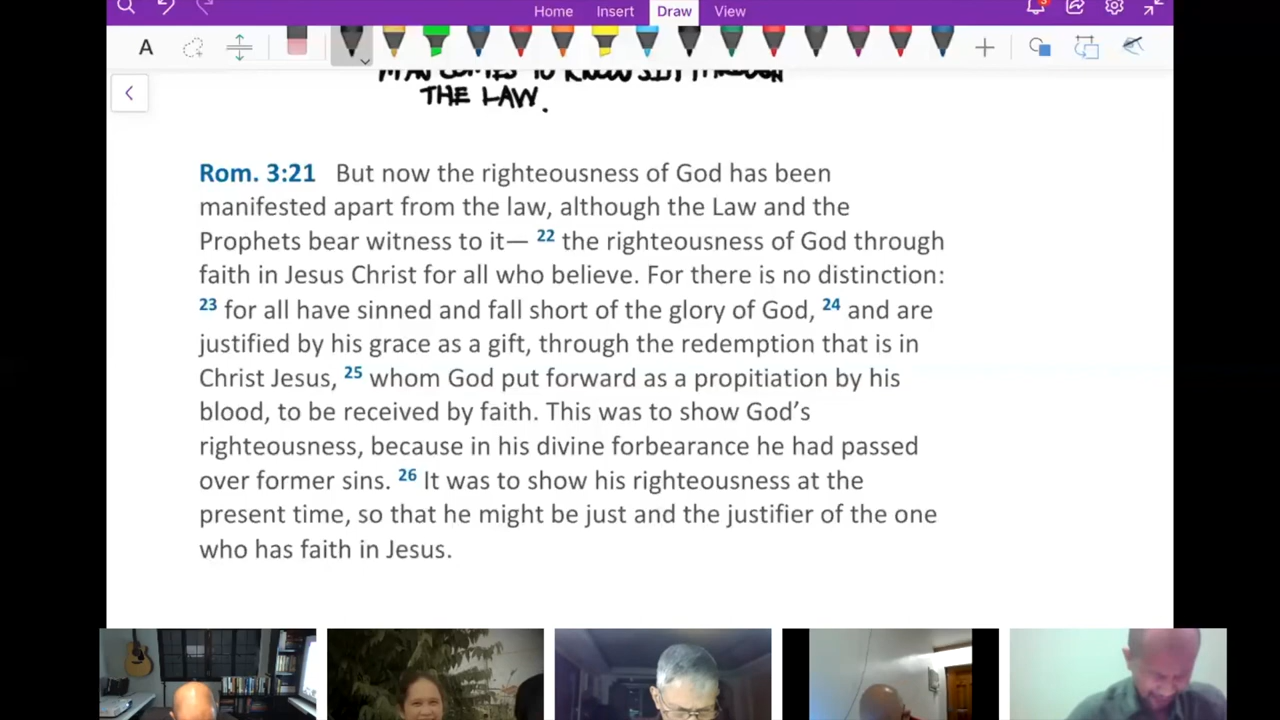 Home Insert Draw View
3
A
MAN COMES TO KNOW SIN THROUGH
THE LAW.
Rom. 3:21 But now the righteousness of God has been
manifested apart from the law, although the Law and the
Prophets bear witness to it— 22 the righteousness of God through
faith in Jesus Christ for all who believe. For there is no distinction:
23 for all have sinned and fall short of the glory of God, 24 and are
justified by his grace as a gift, through the redemption that is in
Christ Jesus, 25 whom God put forward as a propitiation by his
blood, to be received by faith. This was to show God’s
righteousness, because in his divine forbearance he had passed
over former sins. 26 It was to show his righteousness at the
present time, so that he might be just and the justifier of the one
who has faith in Jesus.